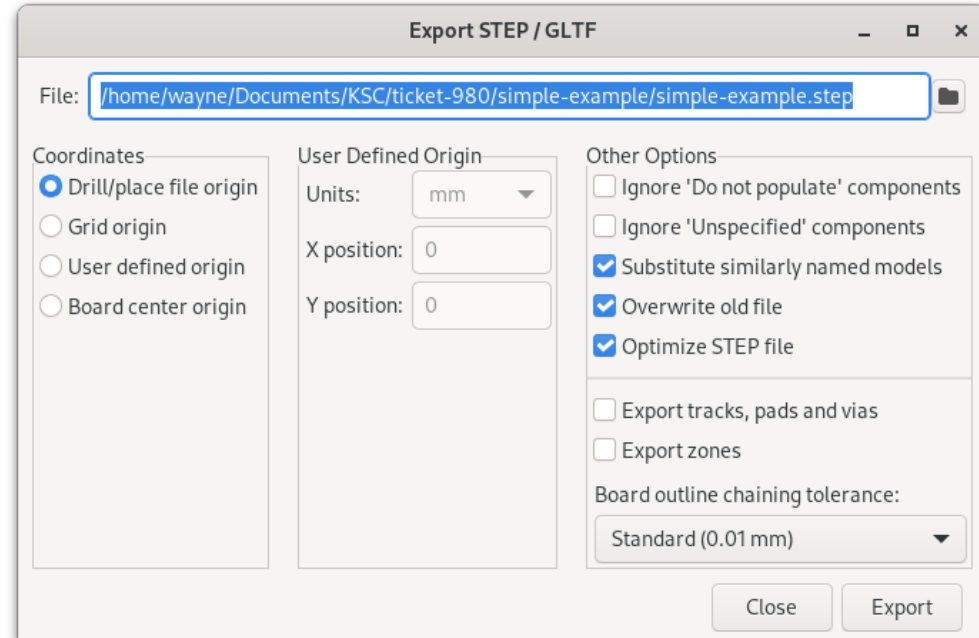 Export STEP / GLTF
File: /home/wayne/Documents/KSC/ticket-980/simple-example/simple-example.step
Coordinates
Drill/place file origin
Grid origin
User defined origin
Board center origin
User Defined Origin
Units: mm
X position: 0
Y position: 0
Other Options
Ignore 'Do not populate' components
Ignore 'Unspecified' components
Substitute similarly named models
Overwrite old file
Optimize STEP file
Export tracks, pads and vias
Export zones
Board outline chaining tolerance:
Standard (0.01 mm)
Close Export